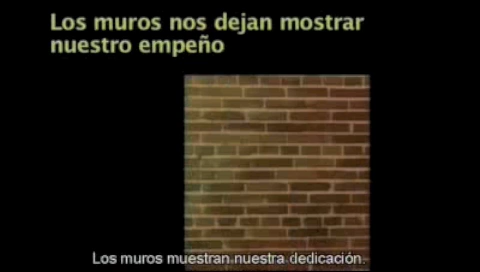 Los muros nos dejan mostrar
nuestro empeño
Los muros muestran nuestra dedicación.